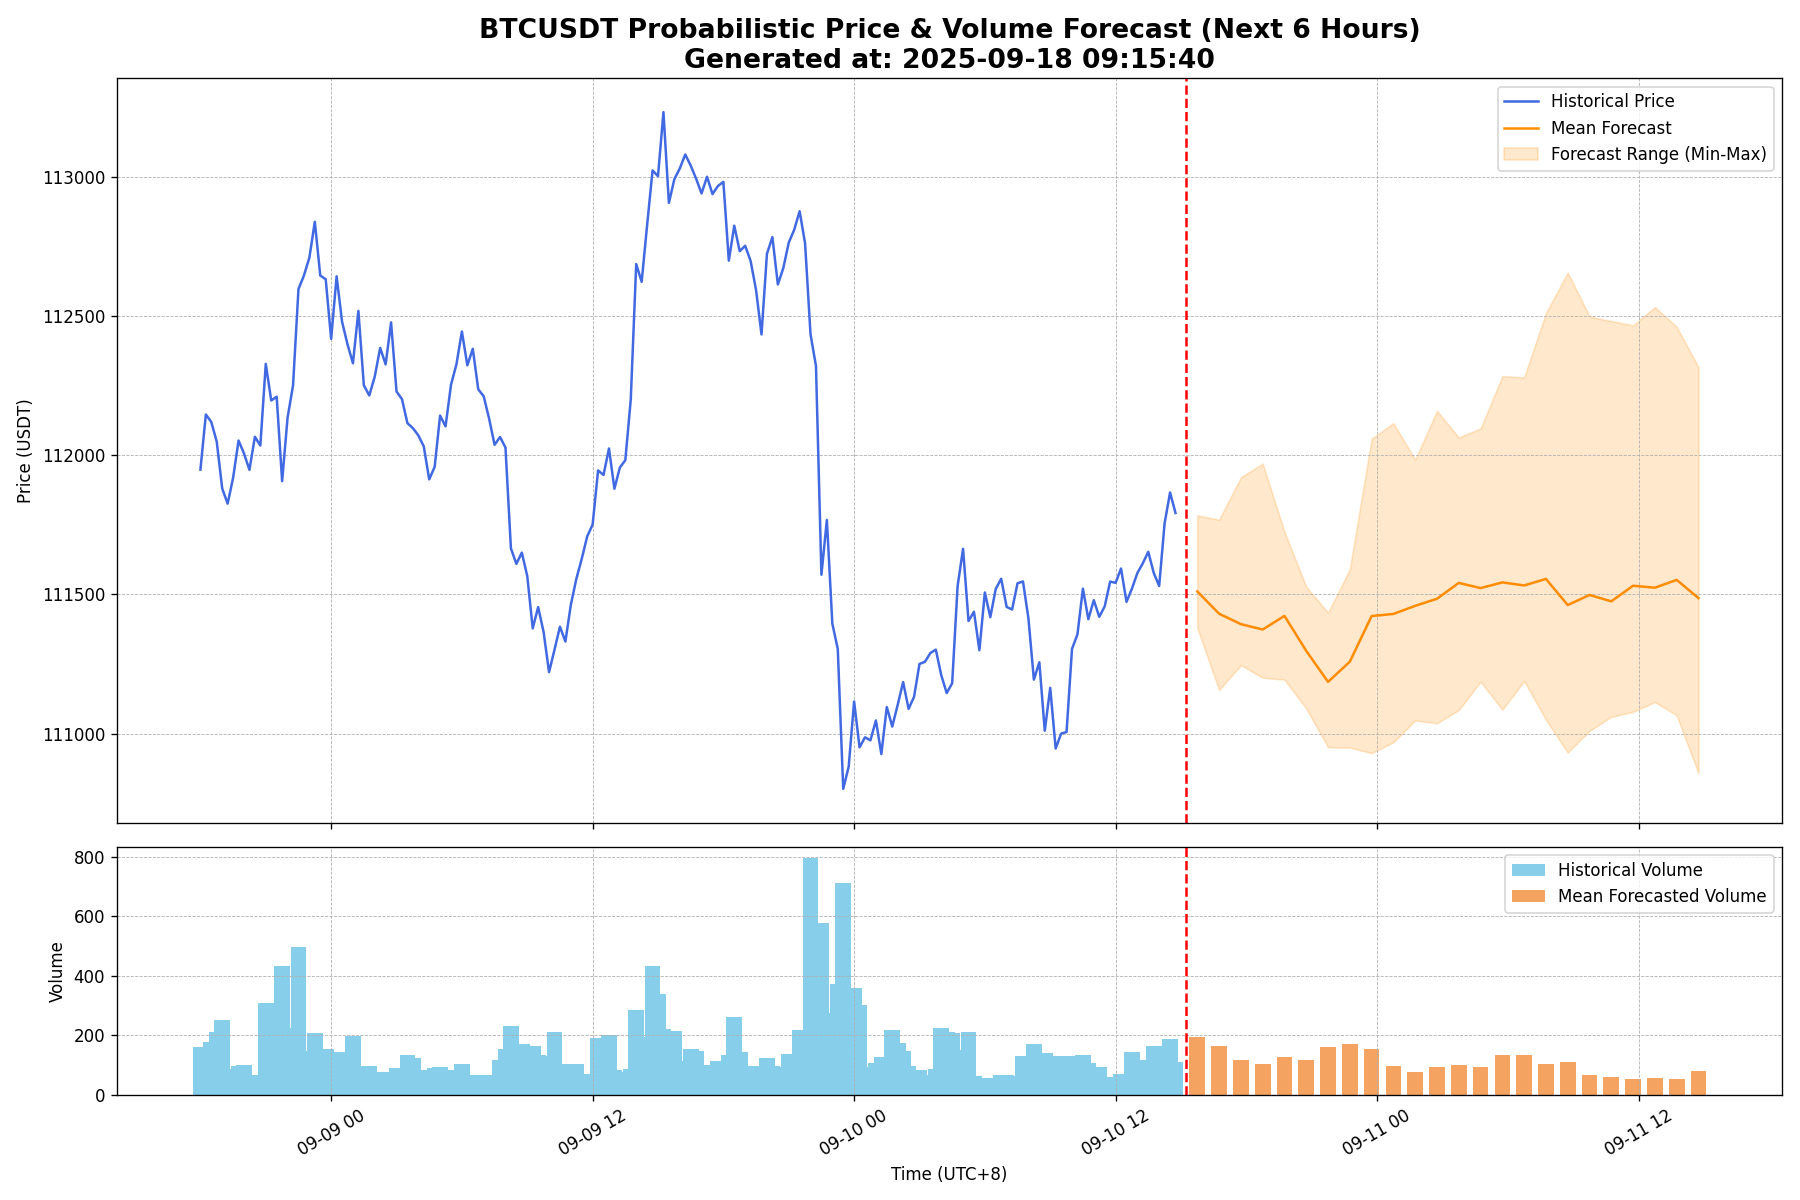 BTCUSDT Probabilistic Price & Volume Forecast (Next 6 Hours)
Generated at: 2025-09-18 09:15:40
Historical Price
Mean Forecast
Forecast Range (Min-Max)
113000
112500
112000
111500
111000
Price (USDT)
Historical Volume
Mean Forecasted Volume
800
600
400
200
0
Volume
09-09 00
09-09 12
09-10 00
09-10 12
09-11 00
09-11 12
Time (UTC+8)